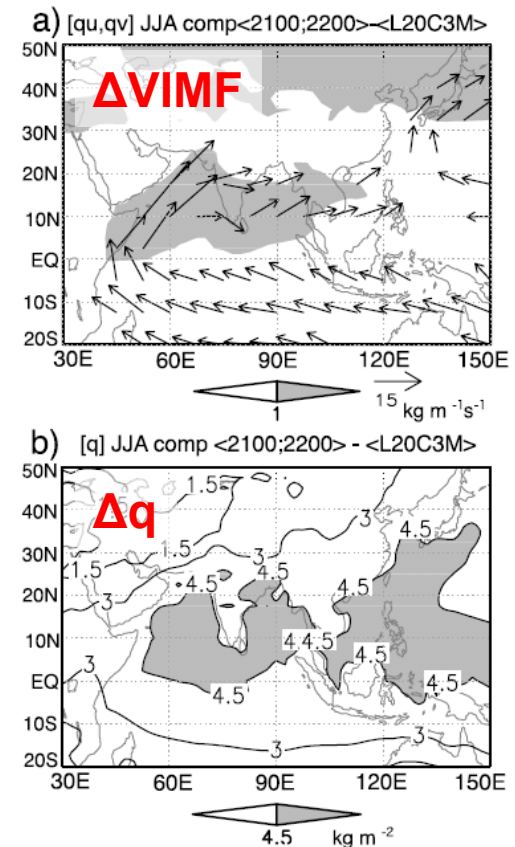 a) [qu,qv] JJA comp<2100;2200>-<L20C3M>
50N
ΔVIMF
40N
30N
20N
10N
EQ
10S
20S
30E 60E 90E 120E 150E
1
15 kg m -1s-1
b) [q] JJA comp <2100;2200> - <L20C3M>
50N
1.5
Δq
40N
3
4.5
30N
1.5
3
4.5
1.5
4.5
4.5
3
20N
10N
4.5
4.5
4.5
3
EQ
4.5
4.5
10S
3
20S
30E 60E 90E 120E 150E
4.5 kg m -2